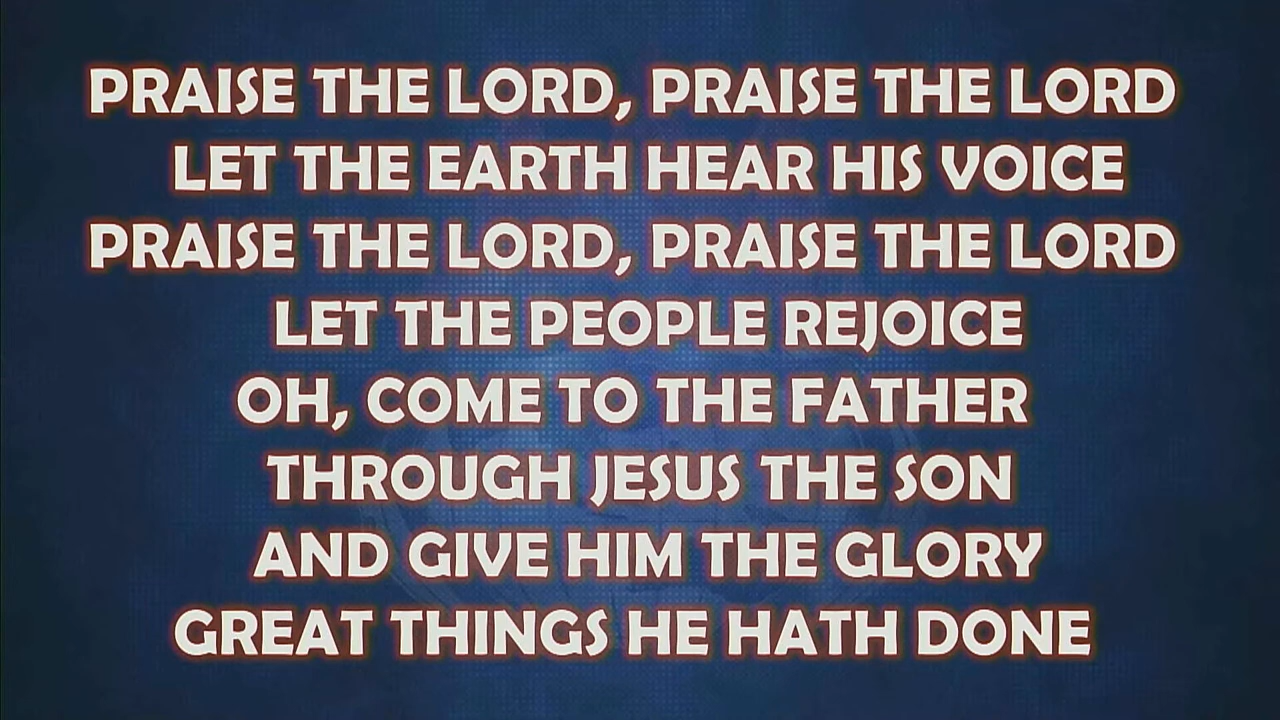 PRAISE THE LORD, PRAISE THE LORD
LET THE EARTH HEAR HIS VOICE
PRAISE THE LORD, PRAISE THE LORD
LET THE PEOPLE REJOICE
OH, COME TO THE FATHER
THROUGH JESUS THE SON
AND GIVE HIM THE GLORY
GREAT THINGS HE HATH DONE